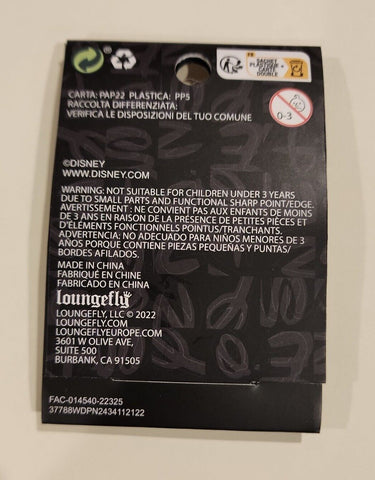 FR
SACHET
PLASTIQUE
+
CARTE
DOUBLE
0-3
CARTA: PAP22 PLASTICA: PP5
RACCOLTA DIFFERENZIATA:
VERIFICA LE DISPOSIZIONI DEL TUO COMUNE
©DISNEY
WWW.DISNEY.COM
WARNING: NOT SUITABLE FOR CHILDREN UNDER 3 YEARS
DUE TO SMALL PARTS AND FUNCTIONAL SHARP POINT/EDGE.
AVERTISSEMENT : NE CONVIENT PAS AUX ENFANTS DE MOINS
DE 3 ANS EN RAISON DE LA PRÉSENCE DE PETITES PIÈCES ET
D'ÉLÉMENTS FONCTIONNELS POINTUS/TRANCHANTS.
ADVERTENCIA: NO ADECUADO PARA NIÑOS MENORES DE 3
AÑOS PORQUE CONTIENE PIEZAS PEQUEÑAS Y PUNTAS/
BORDES AFILADOS.
MADE IN CHINA
FABRIQUÉ EN CHINE
FABRICADO EN CHINA
loungefly
LOUNGEFLY, LLC © 2022
LOUNGEFLY.COM
LOUNGEFLYEUROPE.COM
3601 W OLIVE AVE,
SUITE 500
BURBANK, CA 91505
FAC-014540-22325
37788WDPN2434112122